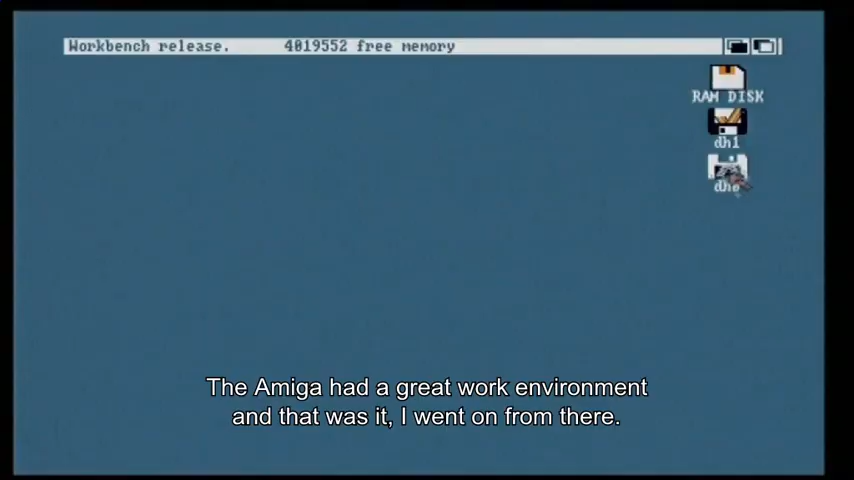 Workbench release. 4019552 free memory
RAM DISK
dh1
dh0
The Amiga had a great work environment
and that was it, I went on from there.